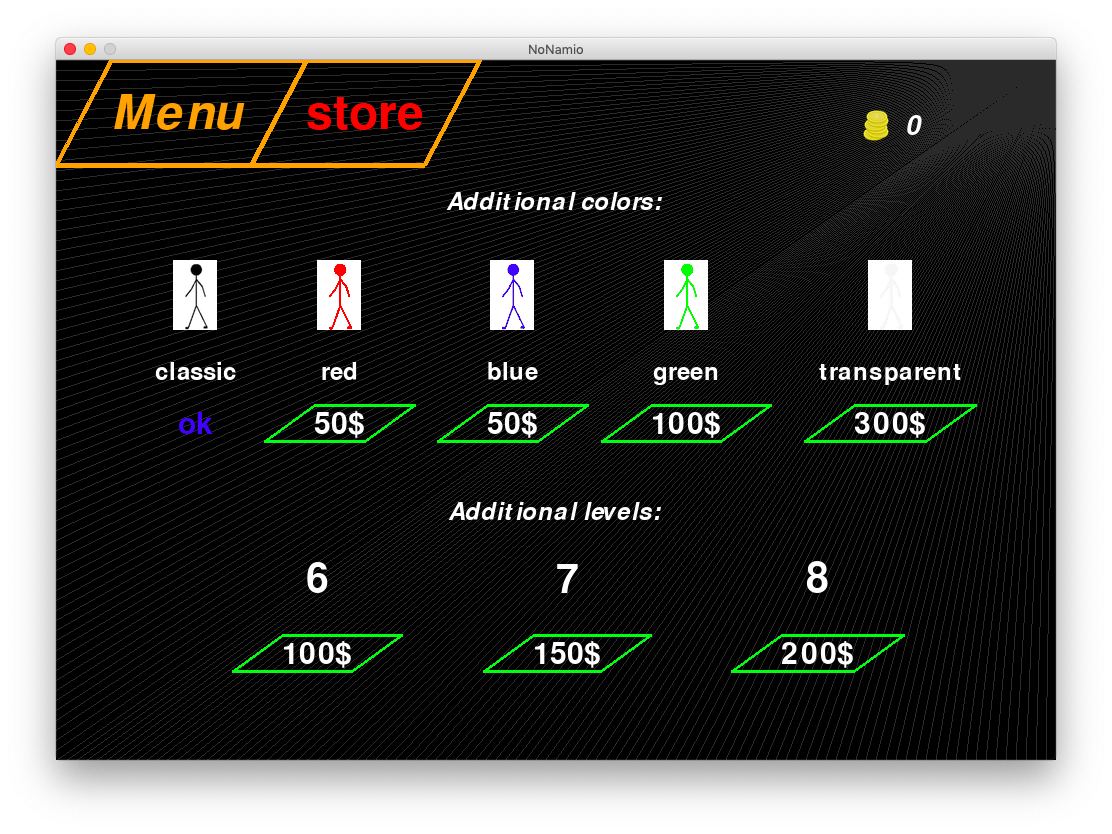 NoNamio
Menu store
0
Additional colors:
classic red blue green transparent
ok 50$ 50$ 100$ 300$
Additional levels:
6 7 8
100$ 150$ 200$